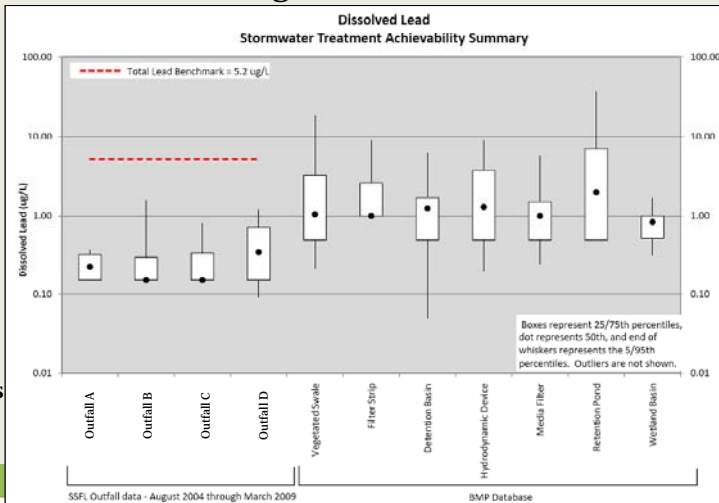 Dissolved Lead
Stormwater Treatment Achievability Summary
100.00
10.00
1.00
0.10
0.01
Dissolved Lead (ug/L)
Total Lead Benchmark = 5.2 ug/L
100.00
10.00
1.00
0.10
0.01
Boxes represent 25/75th percentiles,
dot represents 50th, and end of
whiskers represents the 5/95th
percentiles. Outliers are not shown.
Outfall A
Outfall B
Outfall C
Outfall D
Vegetated Swale
Filter Strip
Detention Basin
Hydrodynamic Device
Media Filter
Retention Pond
Wetland Basin
SSFL Outfall data - August 2004 through March 2009
BMP Database